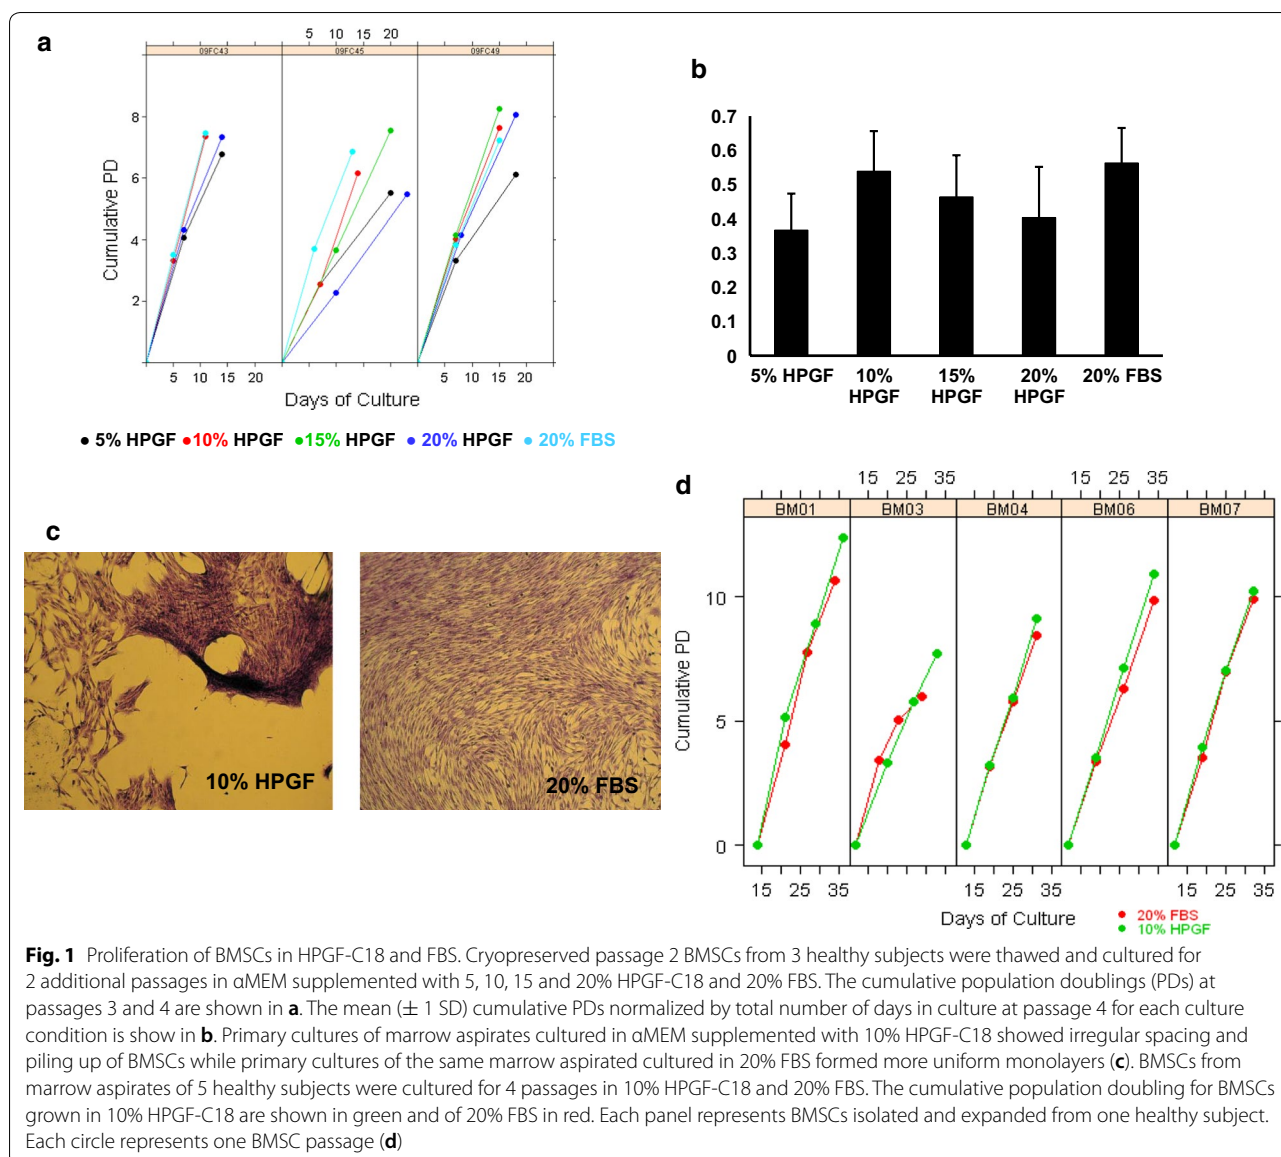 a
5 10 15 20
09FC43 09FC45 09FC49
8
6
4
2
Cumulative PD
5 10 15 20 5 10 15 20
Days of Culture
5% HPGF 10% HPGF 15% HPGF 20% HPGF 20% FBS
b
0.7
0.6
0.5
0.4
0.3
0.2
0.1
0
5% HPGF 10% HPGF 15% HPGF 20% HPGF 20% FBS
c
10% HPGF
20% FBS
d
15 25 35 15 25 35
BM01 BM03 BM04 BM06 BM07
10
5
0
Cumulative PD
15 25 35 15 25 35 15 25 35
Days of Culture
20% FBS
10% HPGF
Fig. 1 Proliferation of BMSCs in HPGF-C18 and FBS. Cryopreserved passage 2 BMSCs from 3 healthy subjects were thawed and cultured for
2 additional passages in αMEM supplemented with 5, 10, 15 and 20% HPGF-C18 and 20% FBS. The cumulative population doublings (PDs) at
passages 3 and 4 are shown in a. The mean (± 1 SD) cumulative PDs normalized by total number of days in culture at passage 4 for each culture
condition is show in b. Primary cultures of marrow aspirates cultured in αMEM supplemented with 10% HPGF-C18 showed irregular spacing and
piling up of BMSCs while primary cultures of the same marrow aspirated cultured in 20% FBS formed more uniform monolayers (c). BMSCs from
marrow aspirates of 5 healthy subjects were cultured for 4 passages in 10% HPGF-C18 and 20% FBS. The cumulative population doubling for BMSCs
grown in 10% HPGF-C18 are shown in green and of 20% FBS in red. Each panel represents BMSCs isolated and expanded from one healthy subject.
Each circle represents one BMSC passage (d)